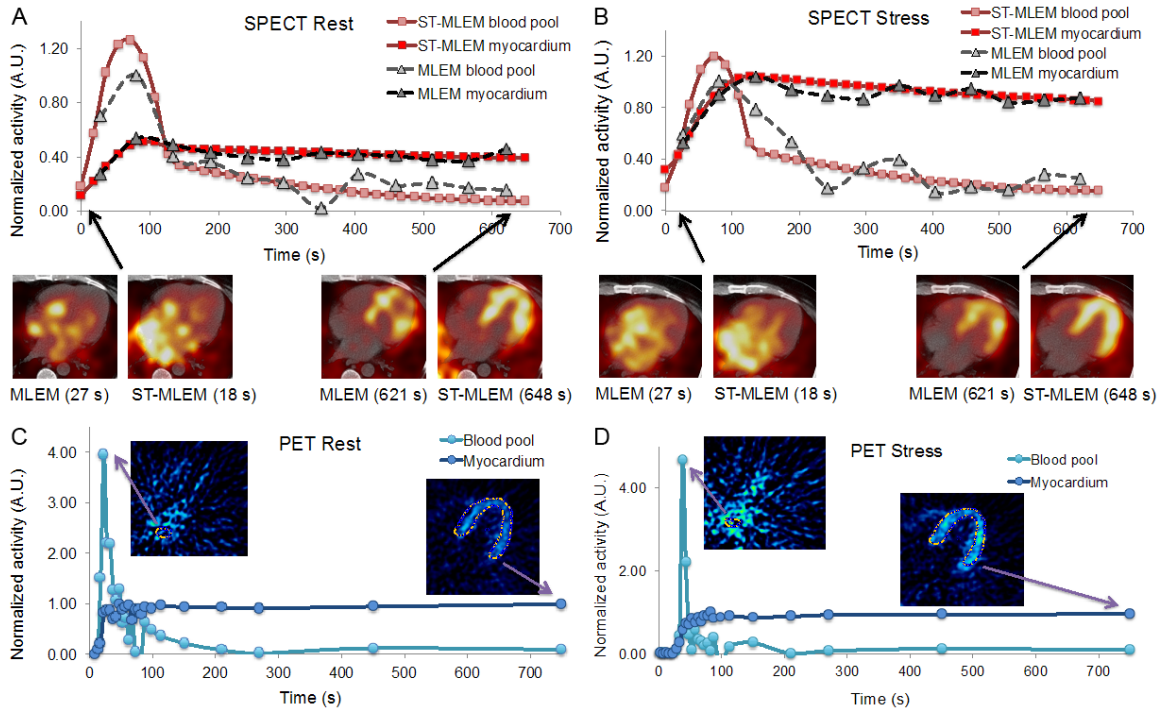 A
SPECT Rest
ST-MLEM blood pool
ST-MLEM myocardium
MLEM blood pool
MLEM myocardium
Normalized activity (A.U.)
1.20
0.80
0.40
0.00
0 100 200 300 400 500 600 700
Time (s)
MLEM (27 s) ST-MLEM (18 s) MLEM (621 s) ST-MLEM (648 s)
B
SPECT Stress
ST-MLEM blood pool
ST-MLEM myocardium
MLEM blood pool
MLEM myocardium
Normalized activity (A.U.)
1.20
0.80
0.40
0.00
0 100 200 300 400 500 600 700
Time (s)
MLEM (27 s) ST-MLEM (18 s) MLEM (621 s) ST-MLEM (648 s)
C
PET Rest
Blood pool
Myocardium
Normalized activity (A.U.)
4.00
3.00
2.00
1.00
0.00
0 100 200 300 400 500 600 700
Time (s)
D
PET Stress
Blood pool
Myocardium
Normalized activity (A.U.)
4.00
2.00
0.00
0 100 200 300 400 500 600 700
Time (s)